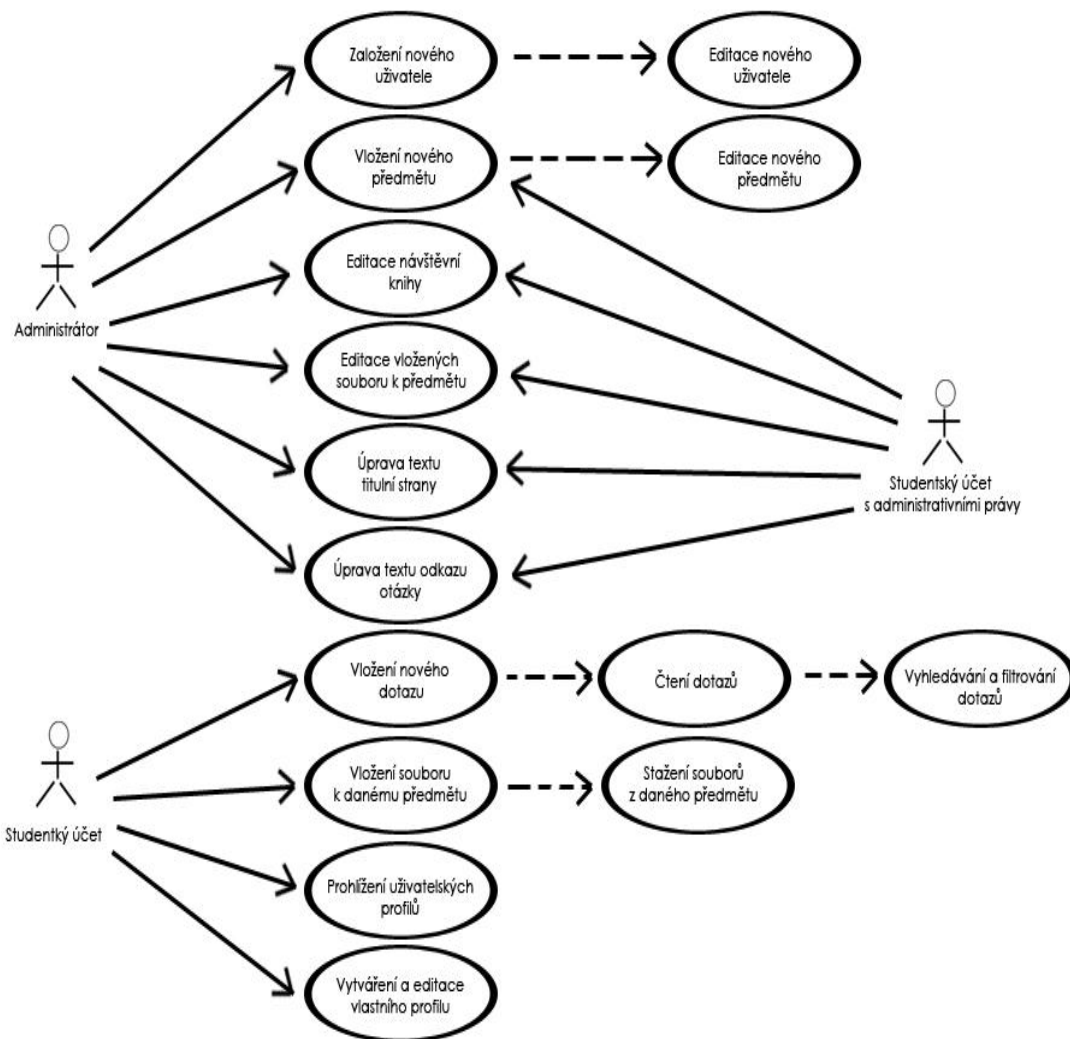 Založení nového
uživatele
Editace nového
uživatele
Vložení nového
předmětu
Editace nového
předmětu
Editace návštěvní
knihy
Administrátor
Editace vložených
souboru k předmětu
Úprava textu
titulní strany
Studentský účet
s administrativními právy
Úprava textu odkazu
otázky
Vložení nového
dotazu
Čtení dotazů
Vyhledávání a filtrování
dotazů
Vložení souboru
k danému předmětu
Stažení souborů
z daného předmětu
Studentký účet
Prohlížení uživatelských
profilů
Vytváření a editace
vlastního profilu